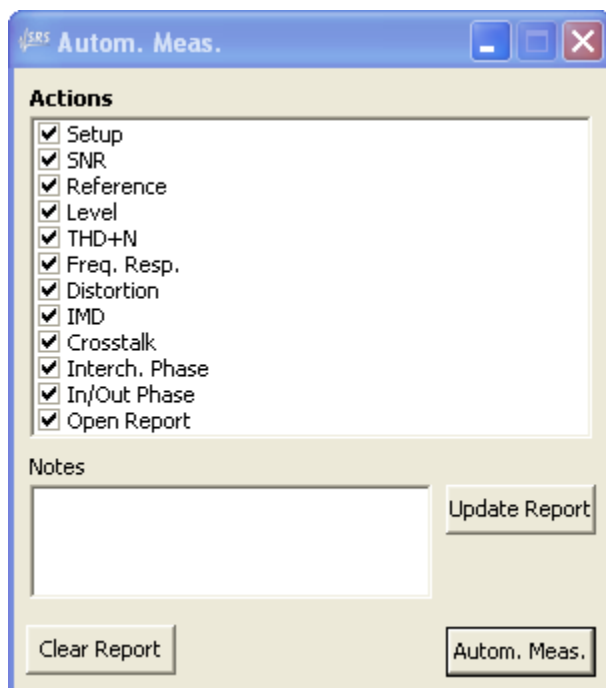 SRS Autom. Meas.
Actions
Setup
SNR
Reference
Level
THD+N
Freq. Resp.
Distortion
IMD
Crosstalk
Interch. Phase
In/Out Phase
Open Report
Notes
Update Report
Clear Report
Autom. Meas.